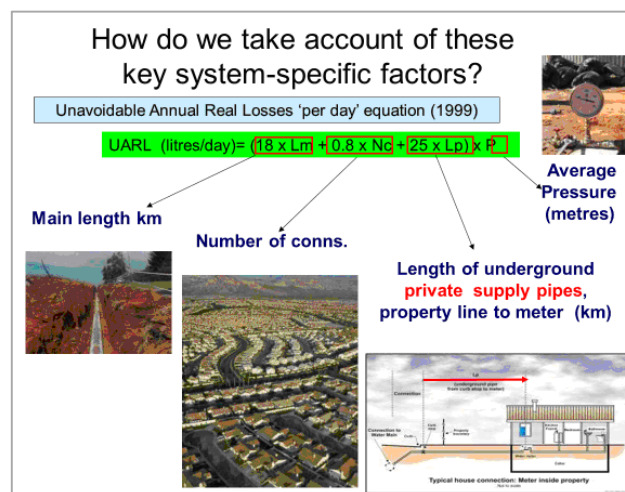 How do we take account of these
key system-specific factors?
Unavoidable Annual Real Losses ‘per day’ equation (1999)
UARL (litres/day)= (18 x Lm + 0.8 x Nc + 25 x Lp) x P
Average
Pressure
(metres)
Main length km
Number of conns.
Length of underground
private supply pipes,
property line to meter (km)
Typical house connection: Meter inside property